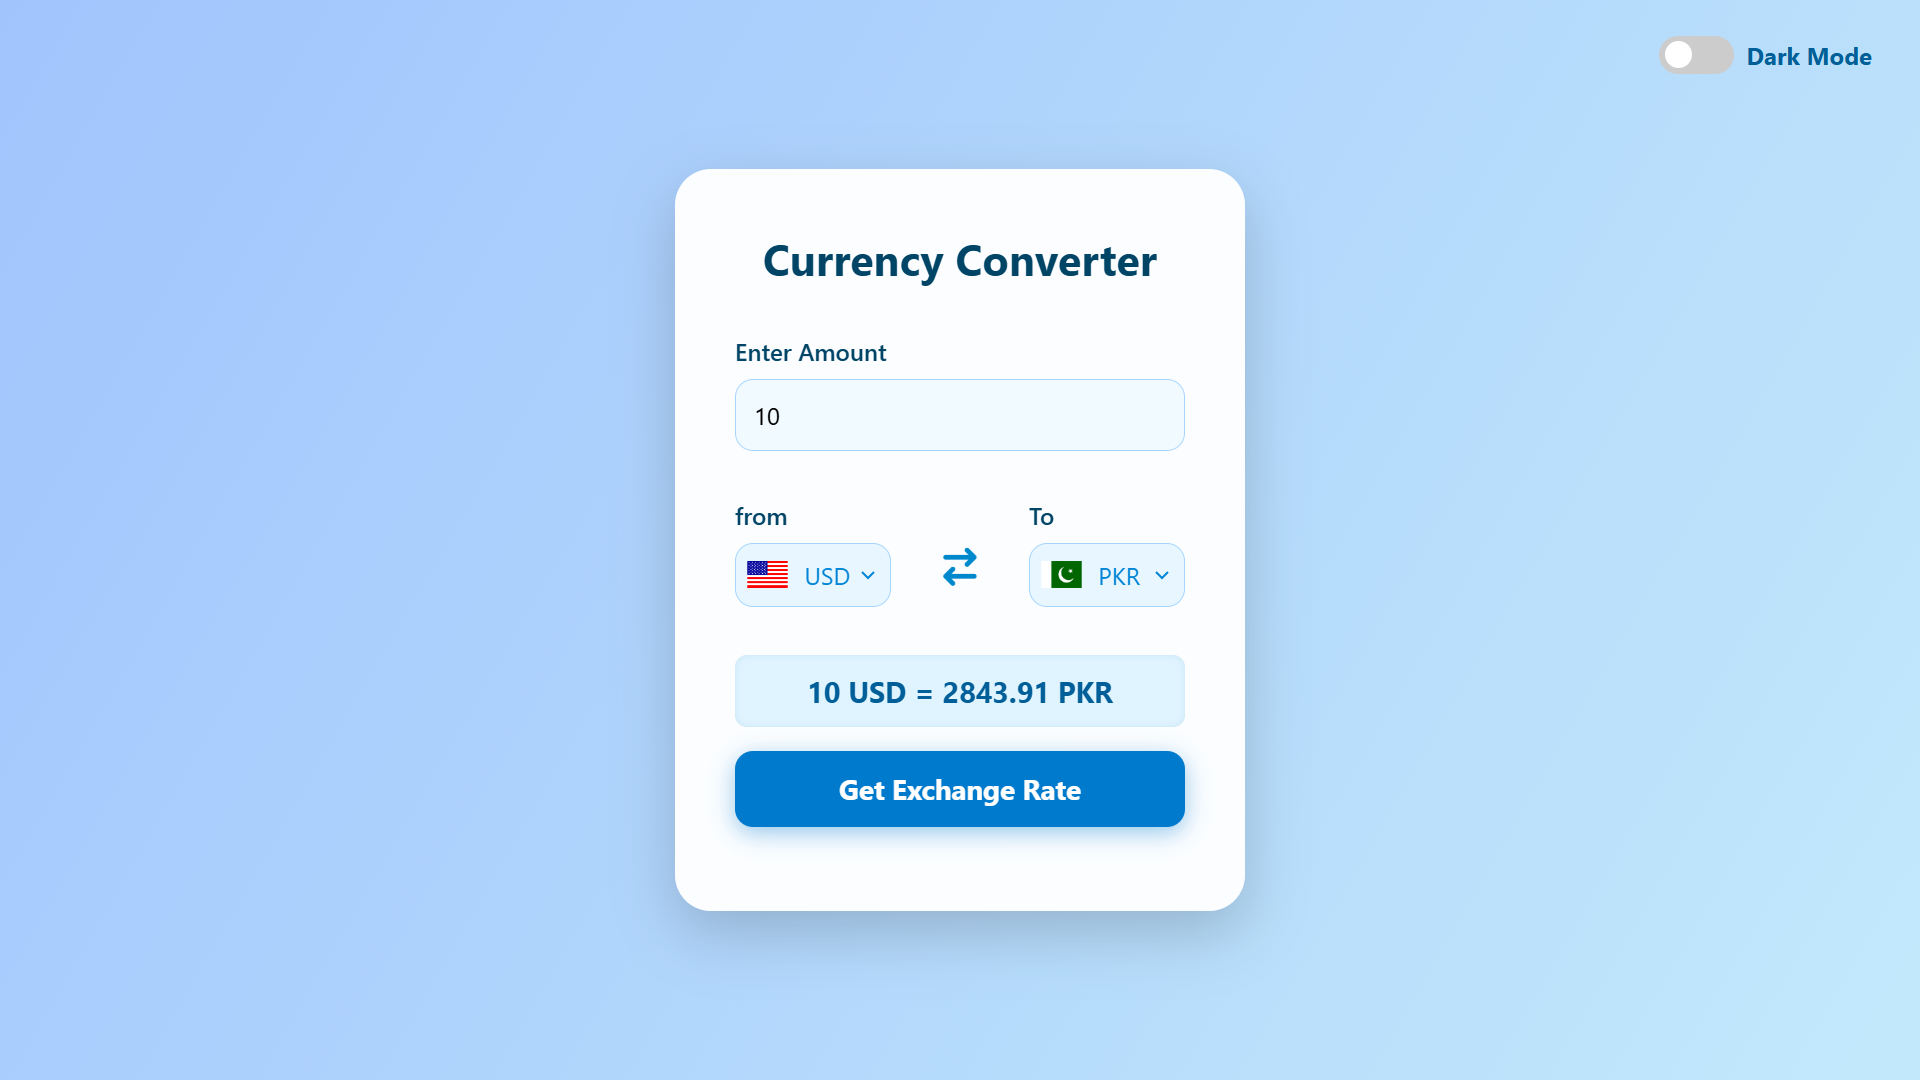 Dark Mode
Currency Converter
Enter Amount
10
from To
USD PKR
10 USD = 2843.91 PKR
Get Exchange Rate